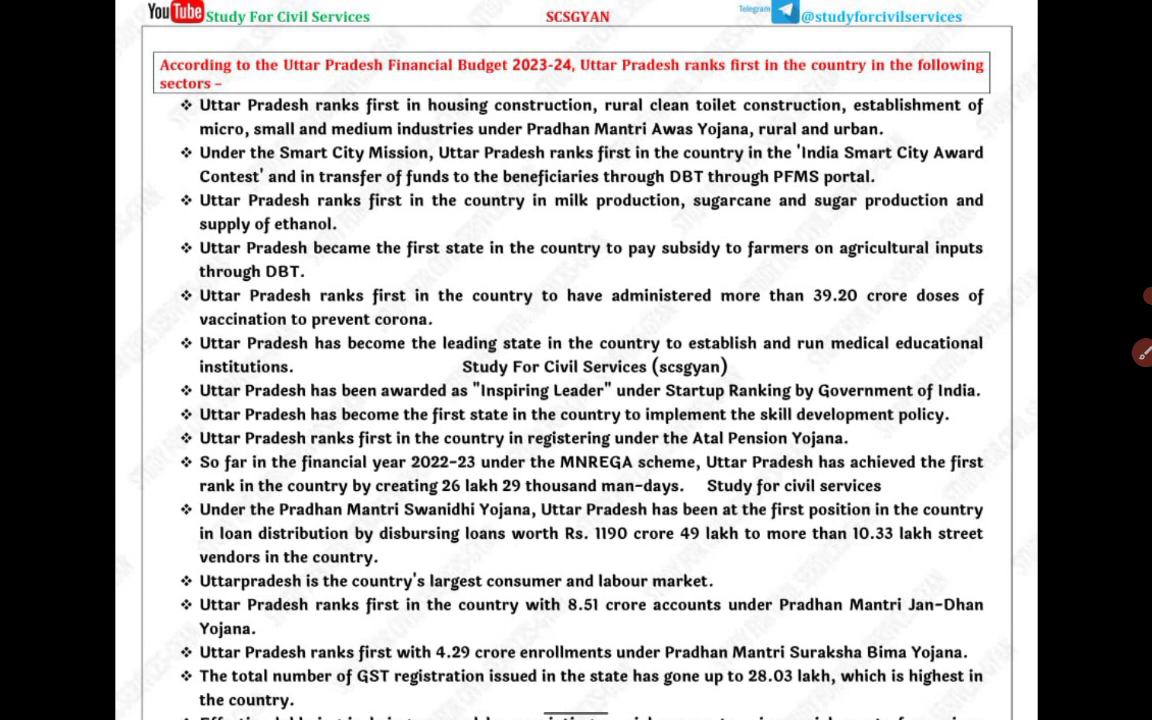 YouTube Study For Civil Services SCSGYAN Telegram @studyforcivilservices
According to the Uttar Pradesh Financial Budget 2023-24, Uttar Pradesh ranks first in the country in the following
sectors –
❖ Uttar Pradesh ranks first in housing construction, rural clean toilet construction, establishment of
micro, small and medium industries under Pradhan Mantri Awas Yojana, rural and urban.
❖ Under the Smart City Mission, Uttar Pradesh ranks first in the country in the 'India Smart City Award
Contest' and in transfer of funds to the beneficiaries through DBT through PFMS portal.
❖ Uttar Pradesh ranks first in the country in milk production, sugarcane and sugar production and
supply of ethanol.
❖ Uttar Pradesh became the first state in the country to pay subsidy to farmers on agricultural inputs
through DBT.
❖ Uttar Pradesh ranks first in the country to have administered more than 39.20 crore doses of
vaccination to prevent corona.
❖ Uttar Pradesh has become the leading state in the country to establish and run medical educational
institutions. Study For Civil Services (scsgyan)
❖ Uttar Pradesh has been awarded as "Inspiring Leader" under Startup Ranking by Government of India.
❖ Uttar Pradesh has become the first state in the country to implement the skill development policy.
❖ Uttar Pradesh ranks first in the country in registering under the Atal Pension Yojana.
❖ So far in the financial year 2022-23 under the MNREGA scheme, Uttar Pradesh has achieved the first
rank in the country by creating 26 lakh 29 thousand man-days. Study for civil services
❖ Under the Pradhan Mantri Swanidhi Yojana, Uttar Pradesh has been at the first position in the country
in loan distribution by disbursing loans worth Rs. 1190 crore 49 lakh to more than 10.33 lakh street
vendors in the country.
❖ Uttarpradesh is the country's largest consumer and labour market.
❖ Uttar Pradesh ranks first in the country with 8.51 crore accounts under Pradhan Mantri Jan-Dhan
Yojana.
❖ Uttar Pradesh ranks first with 4.29 crore enrollments under Pradhan Mantri Suraksha Bima Yojana.
❖ The total number of GST registration issued in the state has gone up to 28.03 lakh, which is highest in
the country.